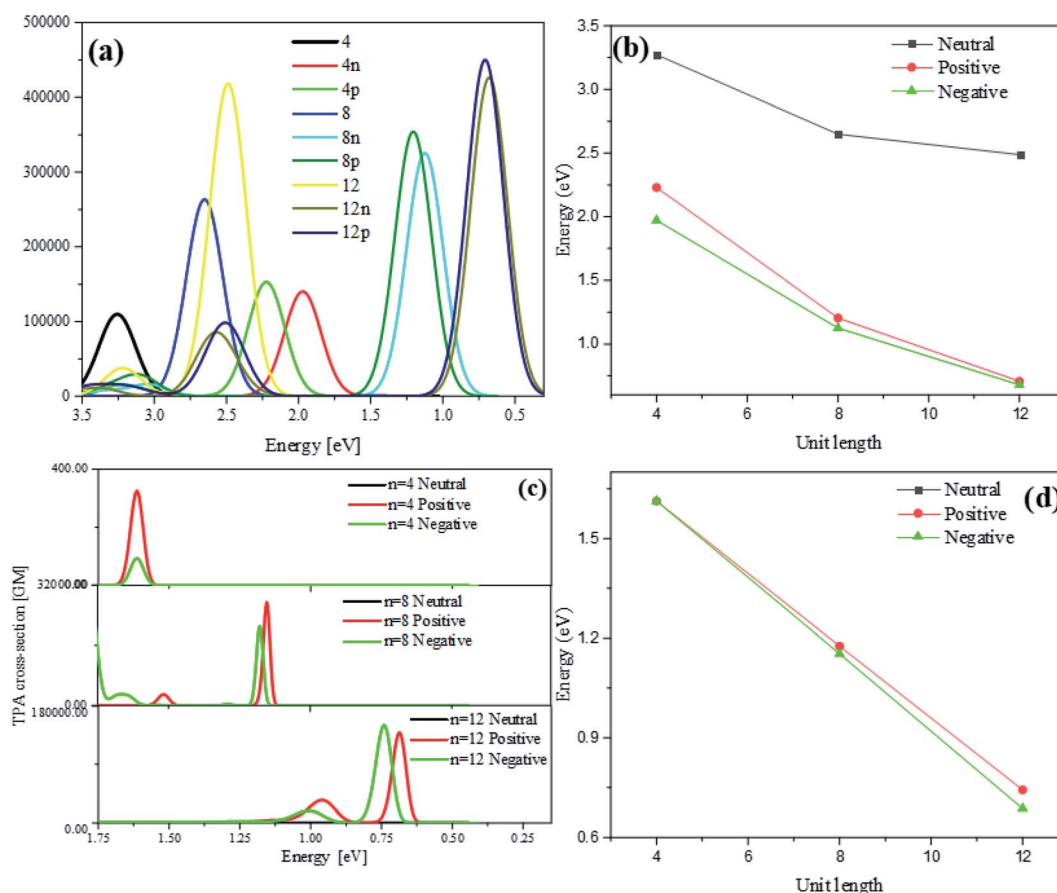 (a)
500000
400000
300000
200000
100000
0
4
4n
4p
8
8n
8p
12
12n
12p
3.5 3.0 2.5 2.0 1.5 1.0 0.5
Energy [eV]
(b)
Energy (eV)
3.5
3.0
2.5
2.0
1.5
1.0
Neutral
Positive
Negative
4 6 8 10 12
Unit length
(c)
TPA cross-section [GM]
400.00
n=4 Neutral
n=4 Positive
n=4 Negative
32000.00
n=8 Neutral
n=8 Positive
n=8 Negative
0.00
180000.00
n=12 Neutral
n=12 Positive
n=12 Negative
0.00
1.75 1.50 1.25 1.00 0.75 0.50 0.25
Energy [eV]
(d)
Energy (eV)
1.5
1.2
0.9
0.6
Neutral
Positive
Negative
4 6 8 10 12
Unit length